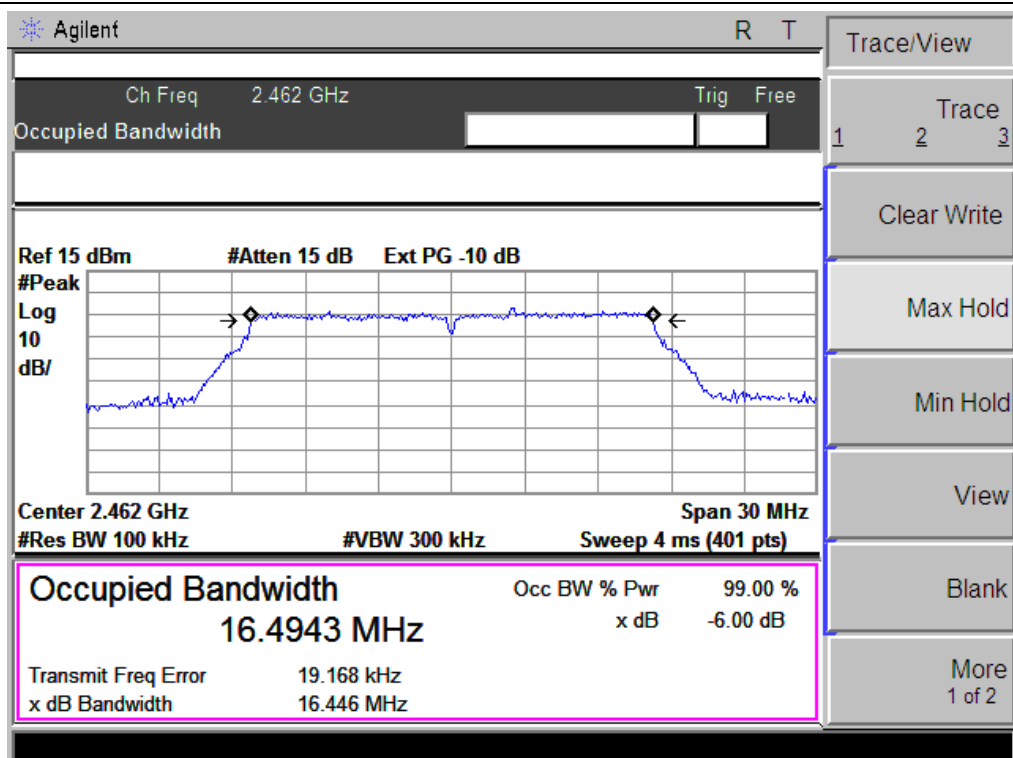 Agilent R T
Trace/View
Ch Freq 2.462 GHz Trig Free
Occupied Bandwidth
Trace
1 2 3
Clear Write
Ref 15 dBm #Atten 15 dB Ext PG -10 dB
#Peak
Log
10
dB/
Max Hold
Min Hold
View
Center 2.462 GHz Span 30 MHz
#Res BW 100 kHz #VBW 300 kHz Sweep 4 ms (401 pts)
Occupied Bandwidth
16.4943 MHz
Occ BW % Pwr 99.00 %
x dB -6.00 dB
Transmit Freq Error 19.168 kHz
x dB Bandwidth 16.446 MHz
Blank
More
1 of 2